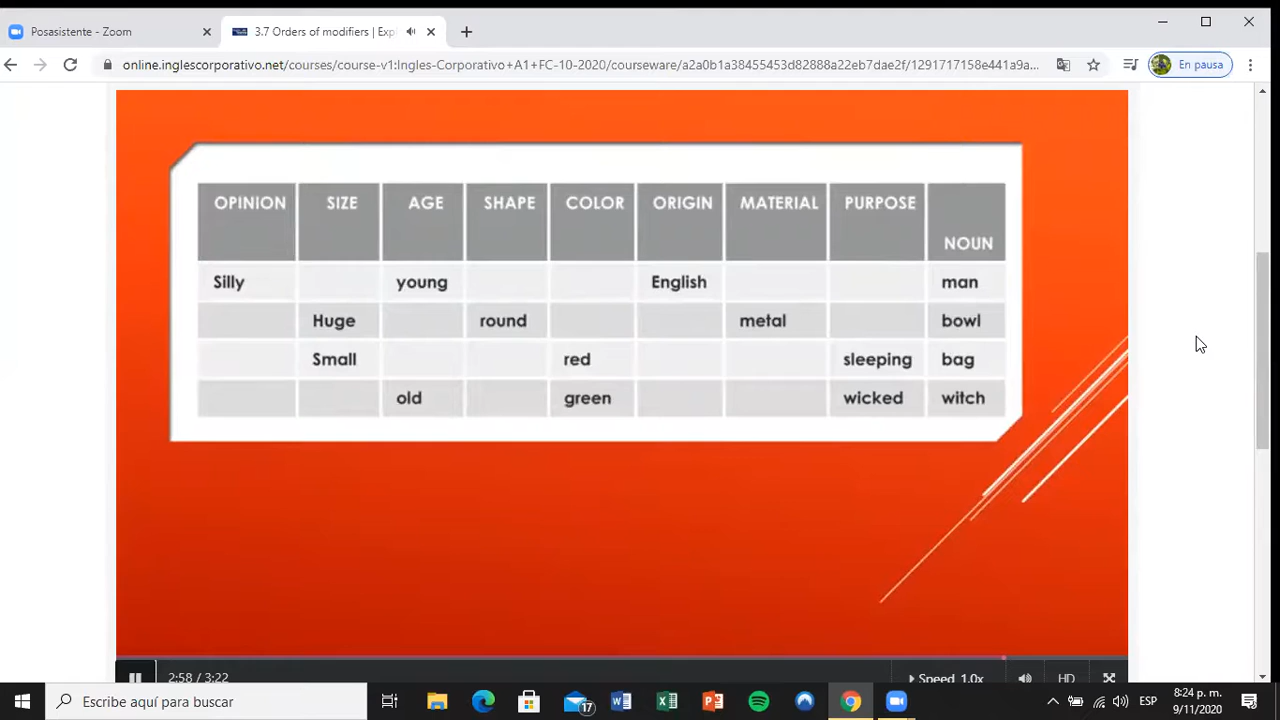 Posasistente - Zoom
3.7 Orders of modifiers | Exp
online.inglescorporativo.net/courses/course-v1:Ingles-Corporativo+A1+FC-10-2020/courseware/a2a0b1a38455453d82888a22eb7dae2f/1291717158e441a9a...
En pausa
OPINION SIZE AGE SHAPE COLOR ORIGIN MATERIAL PURPOSE NOUN
Silly young English man
Huge round metal bowl
Small red sleeping bag
old green wicked witch
2:58 / 3:22
Speed 1.0x
HD
Escribe aquí para buscar
17
ESP
8:24 p. m.
9/11/2020